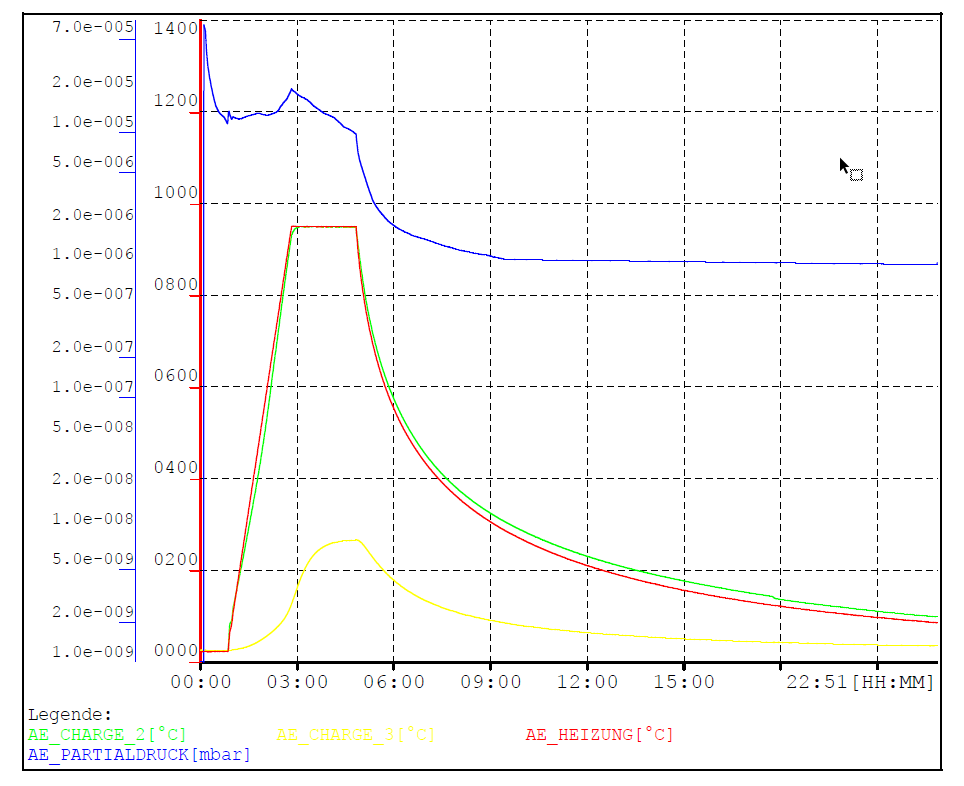 7.0e-005 1400
2.0e-005
1200
1.0e-005
5.0e-006
1000
2.0e-006
1.0e-006
0800
5.0e-007
2.0e-007
0600
1.0e-007
5.0e-008
0400
2.0e-008
1.0e-008
5.0e-009 0200
2.0e-009
1.0e-009 0000
00:00 03:00 06:00 09:00 12:00 15:00 22:51[HH:MM]
Legende:
AE_CHARGE_2[°C] AE_CHARGE_3[°C] AE_HEIZUNG[°C]
AE_PARTIALDRUCK[mbar]